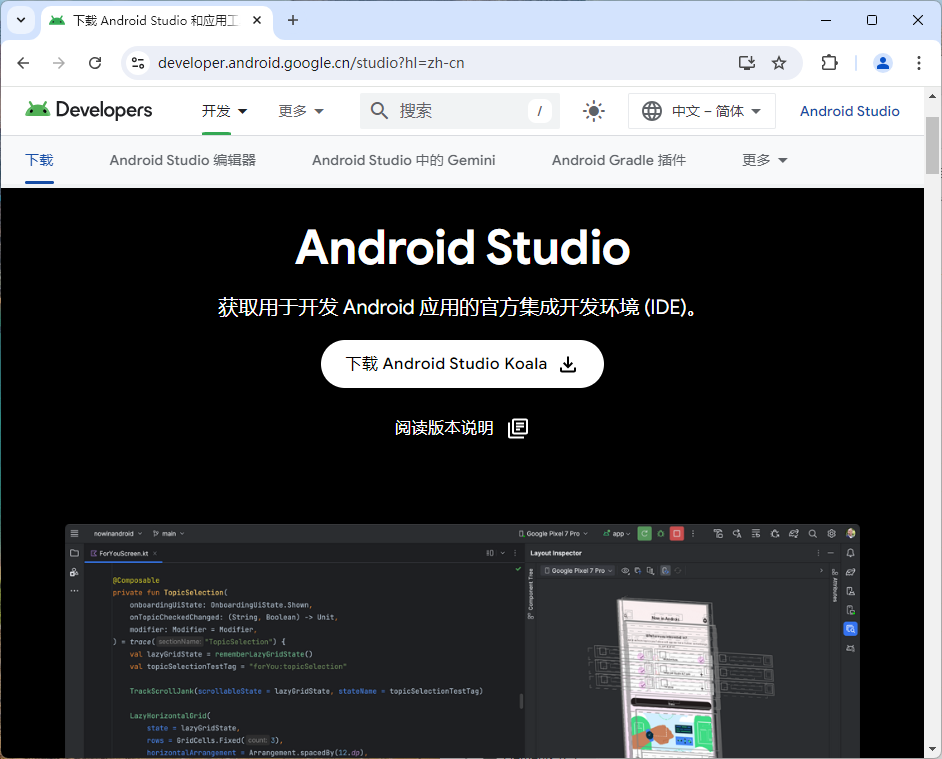 下载 Android Studio 和应用工
developer.android.google.cn/studio?hl=zh-cn
Developers 开发 更多 搜索 / 中文 – 简体 Android Studio
下载 Android Studio 编辑器 Android Studio 中的 Gemini Android Gradle 插件 更多
Android Studio
获取用于开发 Android 应用的官方集成开发环境 (IDE)。
下载 Android Studio Koala
阅读版本说明
nowinandroid main Google Pixel 7 Pro app
ForYouScreen.kt Layout Inspector
Google Pixel 7 Pro
Component Tree
Attributes
@Composable
private fun TopicSelection(
onboardingUiState: OnboardingUiState.Shown,
onTopicCheckedChanged: (String, Boolean) -> Unit,
modifier: Modifier = Modifier,
) = trace( sectionName: "TopicSelection") {
val lazyGridState = rememberLazyGridState()
val topicSelectionTestTag = "forYou:topicSelection"
TrackScrollJank(scrollableState = lazyGridState, stateName = topicSelectionTestTag)
LazyHorizontalGrid(
state = lazyGridState,
rows = GridCells.Fixed( count: 3),
horizontalArrangement = Arrangement.spacedBy(12.dp),